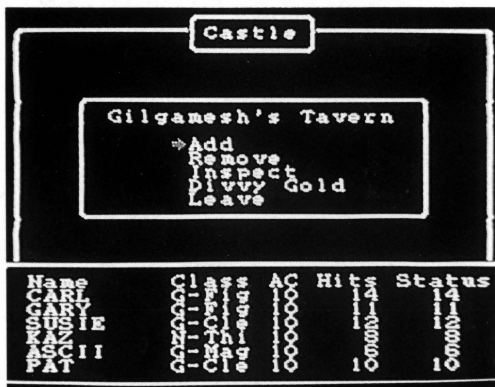 Castle
Gilgamesh's Tavern
Add
Remove
Inspect
Divvy Gold
Leave
Name Class AC Hits Status
CARL G-Fig 10 14 14
GARY G-Fig 10 11 11
SUSIE G-Cle 10 12 12
KAZ N-Thi 10 8 8
ASCII G-Mag 10 6 6
PAT G-Cle 10 10 10